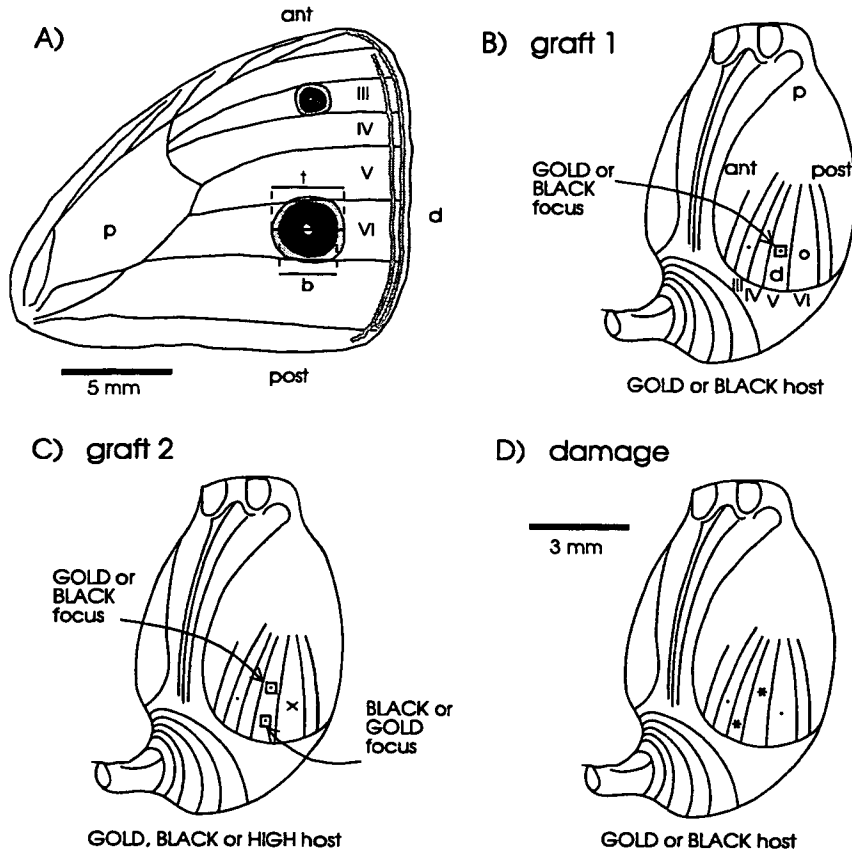 A)
ant
III
IV
V
t
VI
p
d
b
5 mm
post
B) graft 1
p
GOLD or
BLACK
focus
ant
post
d
III
IV
V
VI
GOLD or BLACK host
C) graft 2
GOLD or
BLACK
focus
x
BLACK or
GOLD
focus
GOLD, BLACK or HIGH host
D) damage
3 mm
*
*
GOLD or BLACK host